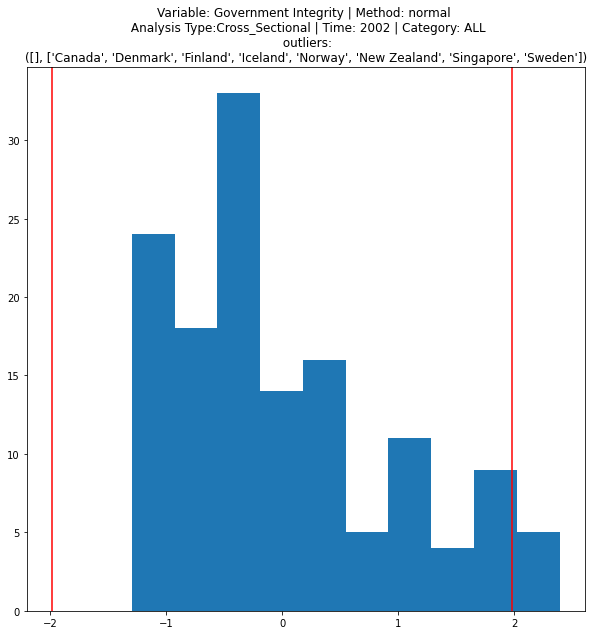 Variable: Government Integrity | Method: normal
Analysis Type:Cross_Sectional | Time: 2002 | Category: ALL
outliers:
([], ['Canada', 'Denmark', 'Finland', 'Iceland', 'Norway', 'New Zealand', 'Singapore', 'Sweden'])
30
25
20
15
10
5
0
−2 −1 0 1 2